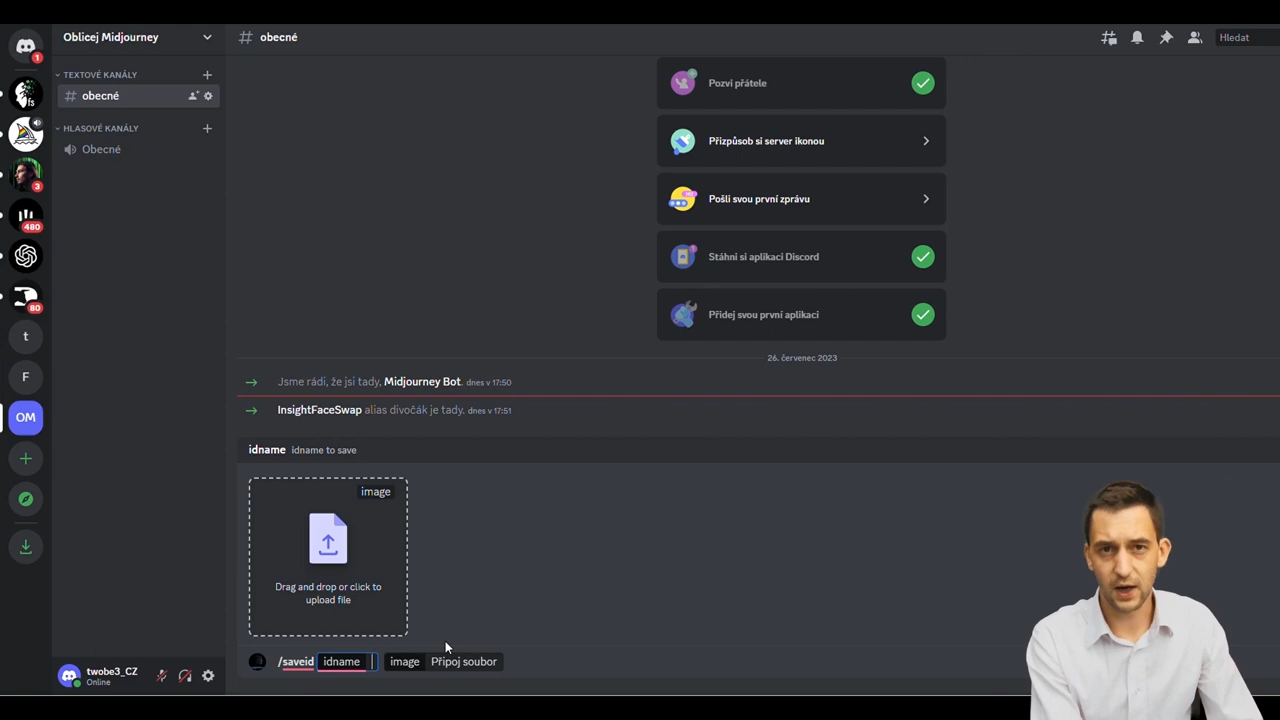 Oblicej Midjourney
# obecné
Hledat
1
TEXTOVÉ KANÁLY
obecné
HLASOVÉ KANÁLY
Obecné
fs
3
480
80
t
F
OM
Pozvi přátele
Přizpůsob si server ikonou
Pošli svou první zprávu
Stáhni si aplikaci Discord
Přidej svou první aplikaci
26. červenec 2023
Jsme rádi, že jsi tady, Midjourney Bot. dnes v 17:50
InsightFaceSwap alias divočák je tady. dnes v 17:51
idname idname to save
image
Drag and drop or click to
upload file
/saveid idname image Připoj soubor
twobe3_CZ
Online